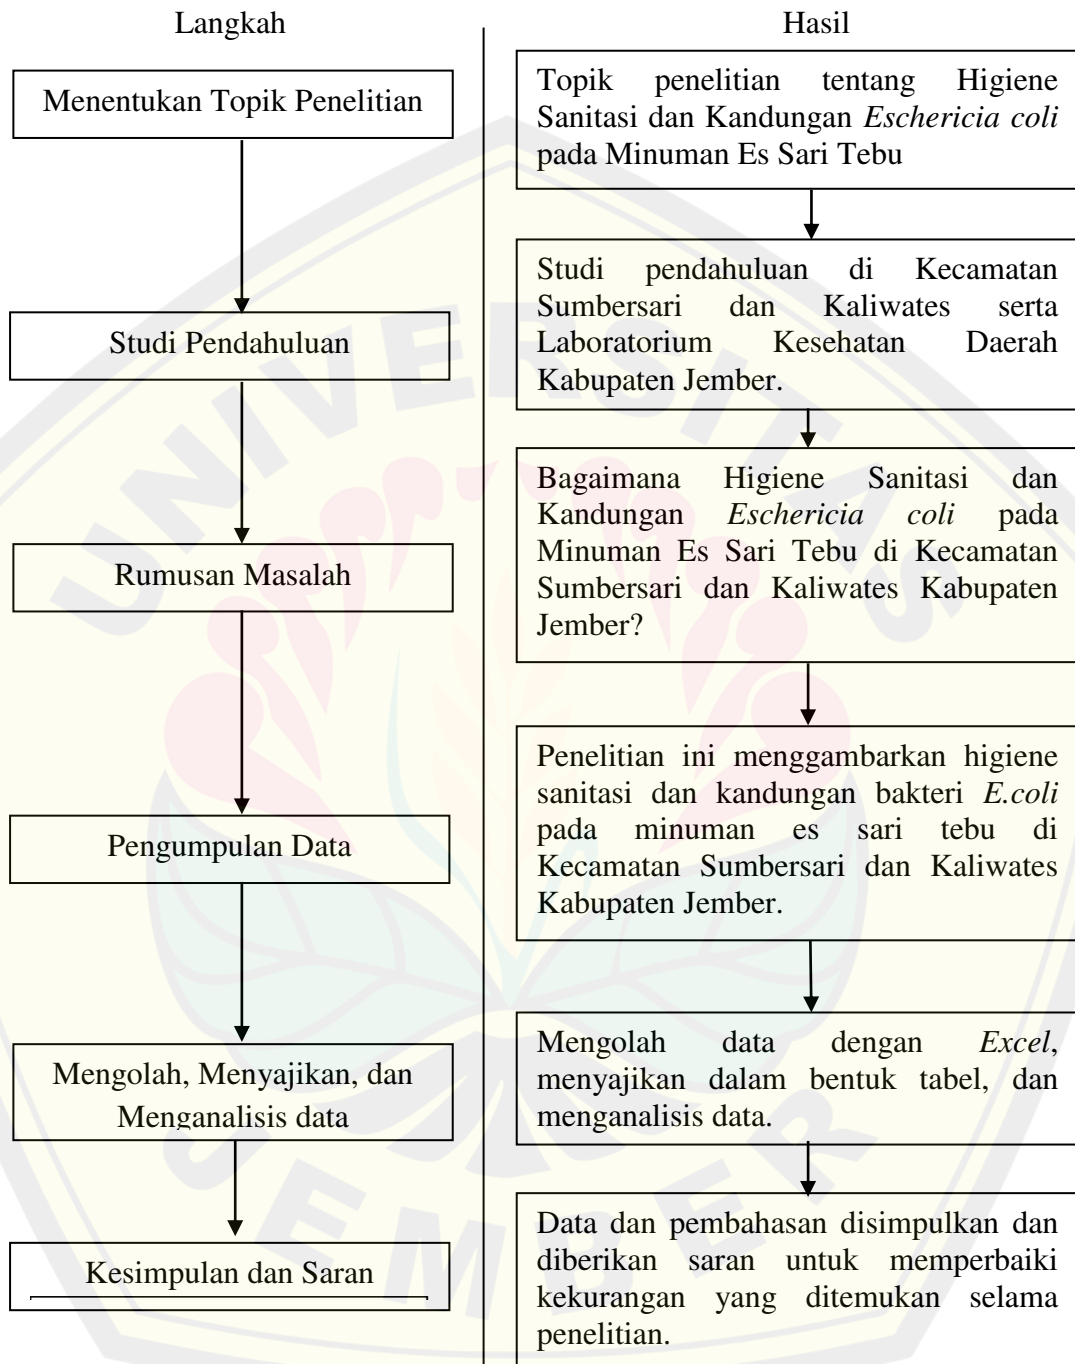 Langkah
Hasil
Menentukan Topik Penelitian
Topik penelitian tentang Higiene
Sanitasi dan Kandungan Eschericia coli
pada Minuman Es Sari Tebu
Studi Pendahuluan
Studi pendahuluan di Kecamatan
Sumbersari dan Kaliwates serta
Laboratorium Kesehatan Daerah
Kabupaten Jember.
Rumusan Masalah
Bagaimana Higiene Sanitasi dan
Kandungan Eschericia coli pada
Minuman Es Sari Tebu di Kecamatan
Sumbersari dan Kaliwates Kabupaten
Jember?
Pengumpulan Data
Penelitian ini menggambarkan higiene
sanitasi dan kandungan bakteri E.coli
pada minuman es sari tebu di
Kecamatan Sumbersari dan Kaliwates
Kabupaten Jember.
Mengolah, Menyajikan, dan
Menganalisis data
Mengolah data dengan Excel,
menyajikan dalam bentuk tabel, dan
menganalisis data.
Kesimpulan dan Saran
Data dan pembahasan disimpulkan dan
diberikan saran untuk memperbaiki
kekurangan yang ditemukan selama
penelitian.
UNIVERSITAS
JEMBER